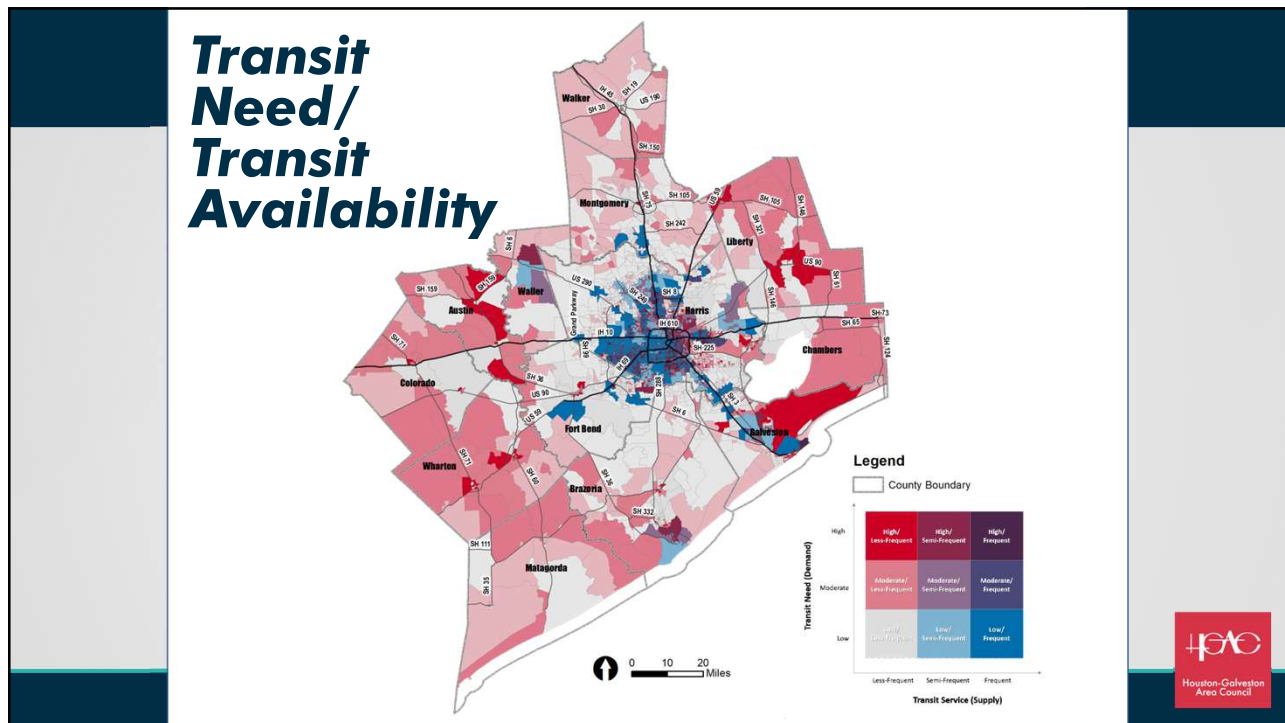 Transit
Need/
Transit
Availability
Walker
IH 45
SH 19
US 190
SH 30
SH 150
Montgomery
SH 75
SH 105
US 59
SH 105
SH 146
SH 242
Liberty
SH 321
US 90
SH 61
SH 6
US 290
Waller
SH 249
SH 8
Harris
SH 146
SH-73
SH 65
SH 159
SH 159
Austin
Grand Parkway
IH 10
IH 610
SH 225
SH 99
IH 69
Chambers
SH 124
SH 71
Colorado
SH 36
US 90
US 59
SH 288
SH 6
SH 3
Fort Bend
Galveston
Wharton
SH 71
SH 60
Brazoria
SH 36
SH 332
SH 111
SH 35
Matagorda
Legend
County Boundary
Transit Need (Demand)
High
Moderate
Low
High/
Less-Frequent
High/
Semi-Frequent
High/
Frequent
Moderate/
Less-Frequent
Moderate/
Semi-Frequent
Moderate/
Frequent
Low/
Less-Frequent
Low/
Semi-Frequent
Low/
Frequent
Less-Frequent
Semi-Frequent
Frequent
Transit Service (Supply)
0 10 20
Miles
HGAC
Houston-Galveston
Area Council